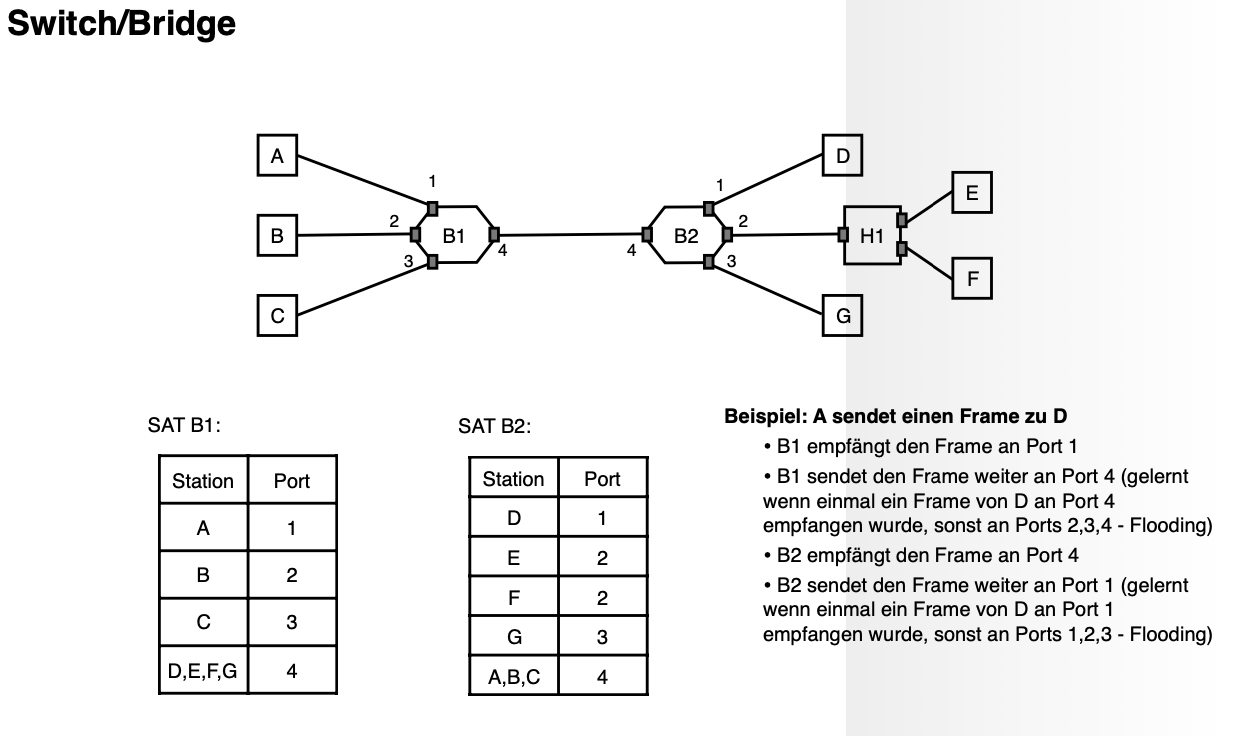 Switch/Bridge
A
B
C
1
2
3
B1
4
4
B2
1
2
3
D
H1
G
E
F
SAT B1:
Station Port
A 1
B 2
C 3
D,E,F,G 4
SAT B2:
Station Port
D 1
E 2
F 2
G 3
A,B,C 4
Beispiel: A sendet einen Frame zu D
• B1 empfängt den Frame an Port 1
• B1 sendet den Frame weiter an Port 4 (gelernt
wenn einmal ein Frame von D an Port 4
empfangen wurde, sonst an Ports 2,3,4 - Flooding)
• B2 empfängt den Frame an Port 4
• B2 sendet den Frame weiter an Port 1 (gelernt
wenn einmal ein Frame von D an Port 1
empfangen wurde, sonst an Ports 1,2,3 - Flooding)